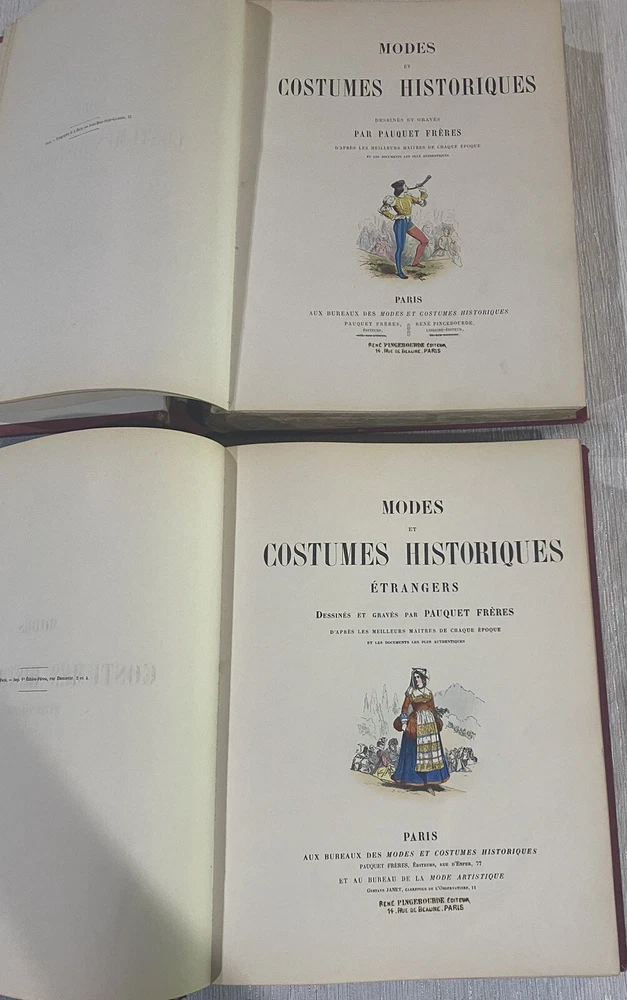 MODES
ET
COSTUMES HISTORIQUES
DESSINÉS ET GRAVÉS
PAR PAUQUET FRÈRES
D'APRÈS LES MEILLEURS MAITRES DE CHAQUE ÉPOQUE
ET LES DOCUMENTS LES PLUS AUTHENTIQUES
PARIS
AUX BUREAUX DES MODES ET COSTUMES HISTORIQUES
PAUQUET FRÈRES, RENÉ PINCEBOURDE,
ÉDITEURS, LIBRAIRE-ÉDITEUR,
RENÉ PINCEBOURDE ÉDITEUR
14, RUE DE BEAUNE, PARIS
MODES
ET
COSTUMES HISTORIQUES
ÉTRANGERS
DESSINÉS ET GRAVÉS PAR PAUQUET FRÈRES
D'APRÈS LES MEILLEURS MAITRES DE CHAQUE ÉPOQUE
ET LES DOCUMENTS LES PLUS AUTHENTIQUES
PARIS
AUX BUREAUX DES MODES ET COSTUMES HISTORIQUES
PAUQUET FRÈRES, ÉDITEURS, RUE D'ENFER, 77
ET AU BUREAU DE LA MODE ARTISTIQUE
GUSTAVE JANET, CARREFOUR DE L'OBSERVATOIRE, 11
RENÉ PINCEBOURDE ÉDITEUR
14, RUE DE BEAUNE, PARIS